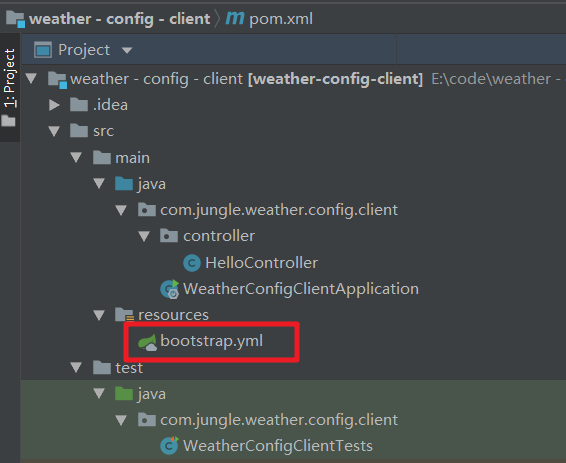 weather - config - client
pom.xml
1: Project
Project
weather - config - client [weather-config-client] E:\code\weather -
.idea
src
main
java
com.jungle.weather.config.client
controller
HelloController
WeatherConfigClientApplication
resources
bootstrap.yml
test
java
com.jungle.weather.config.client
WeatherConfigClientTests